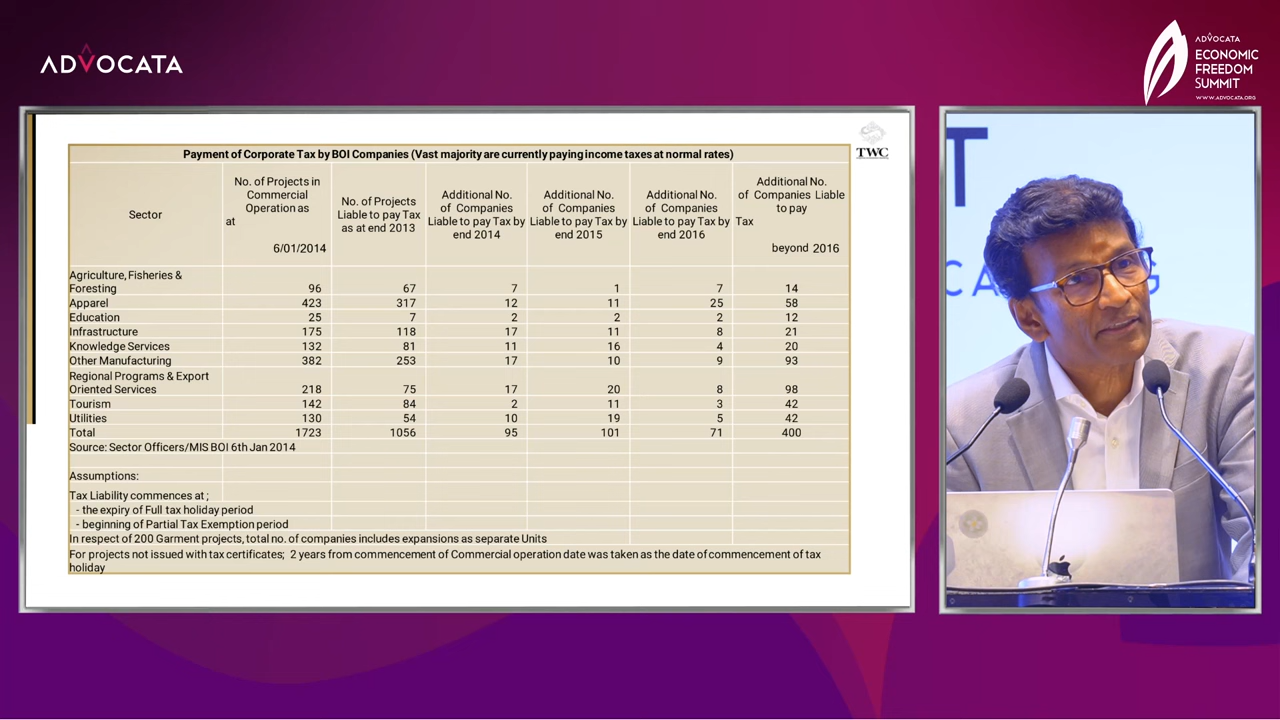 ADVOCATA
ADVOCATA
ECONOMIC
FREEDOM
SUMMIT
WWW.ADVOCATA.ORG
TWC
Payment of Corporate Tax by BOI Companies (Vast majority are currently paying income taxes at normal rates)
Sector
No. of Projects in
Commercial
Operation as
at
6/01/2014
No. of Projects
Liable to pay Tax
as at end 2013
Additional No.
of Companies
Liable to pay Tax by
end 2014
Additional No.
of Companies
Liable to pay Tax by
end 2015
Additional No.
of Companies
Liable to pay Tax by
end 2016
Additional No.
of Companies Liable
to pay
Tax
beyond 2016
Agriculture, Fisheries &
Foresting 96 67 7 1 7 14
Apparel 423 317 12 11 25 58
Education 25 7 2 2 2 12
Infrastructure 175 118 17 11 8 21
Knowledge Services 132 81 11 16 4 20
Other Manufacturing 382 253 17 10 9 93
Regional Programs & Export
Oriented Services 218 75 17 20 8 98
Tourism 142 84 2 11 3 42
Utilities 130 54 10 19 5 42
Total 1723 1056 95 101 71 400
Source: Sector Officers/MIS BOI 6th Jan 2014
Assumptions:
Tax Liability commences at ;
- the expiry of Full tax holiday period
- beginning of Partial Tax Exemption period
In respect of 200 Garment projects, total no. of companies includes expansions as separate Units
For projects not issued with tax certificates; 2 years from commencement of Commercial operation date was taken as the date of commencement of tax
holiday
T
CA
G